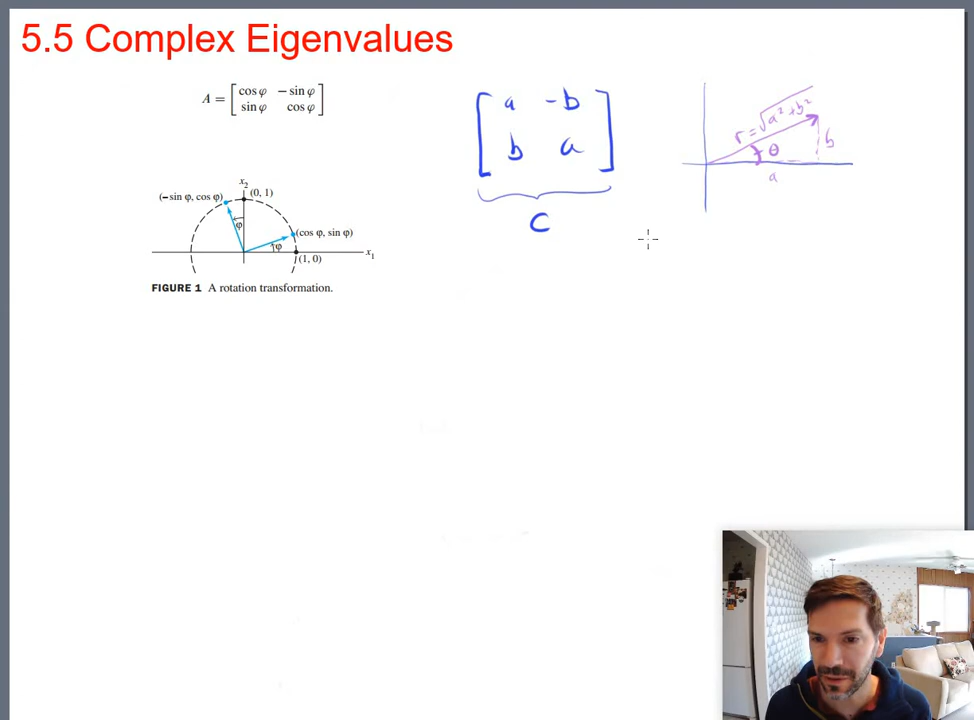 5.5 Complex Eigenvalues
A = [ cos φ −sin φ
sin φ cos φ ]
[ a -b
b a ]
C
r = √a² + b²
θ
b
a
x₂
(0, 1)
(−sin φ, cos φ)
φ
(cos φ, sin φ)
φ
x₁
(1, 0)
FIGURE 1 A rotation transformation.